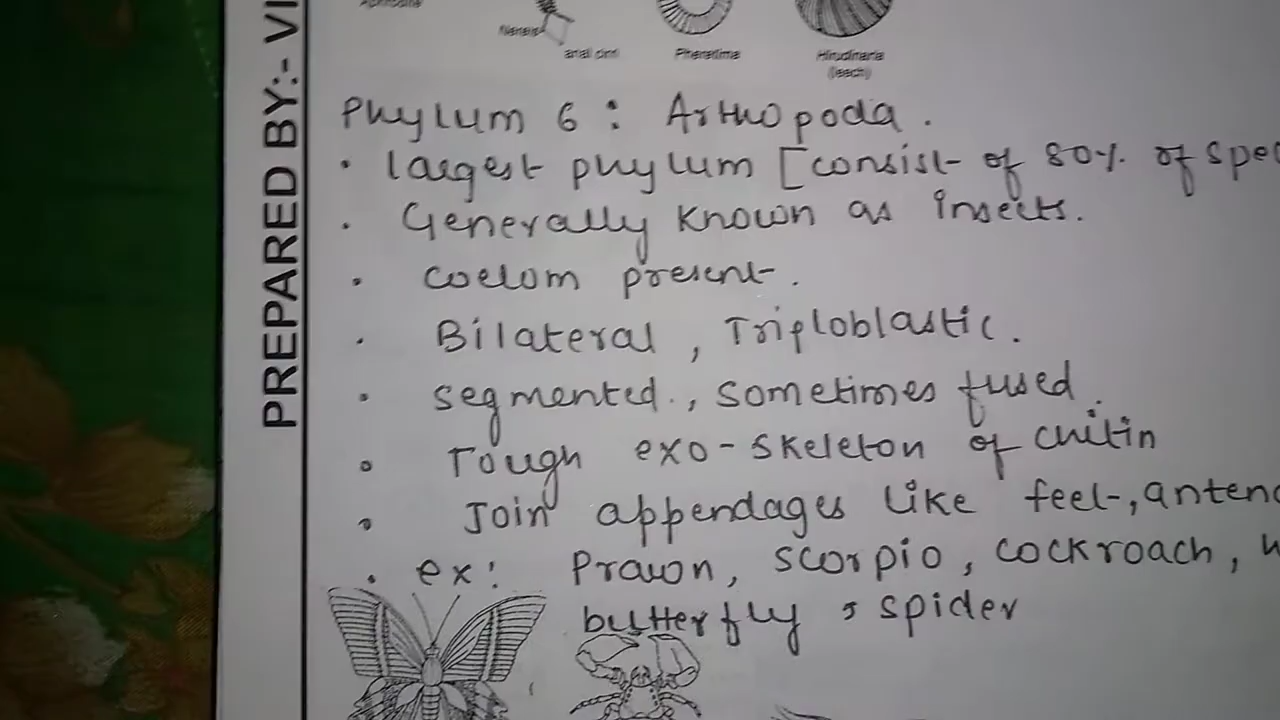 PREPARED BY:- VI
Nereis
anal cirri
Pheretima
Hirudinaria
(leech)
Phylum 6 : Arthopoda.
· largest phylum [consist of 80% of spec
· Generally known as insects.
· coelom present.
· Bilateral, Triploblastic.
· segmented., sometimes fused.
· Tough exo-skeleton of chitin
· Join appendages like feet, anten
· ex: Prawn, scorpio, cockroach,
butterfly, spider